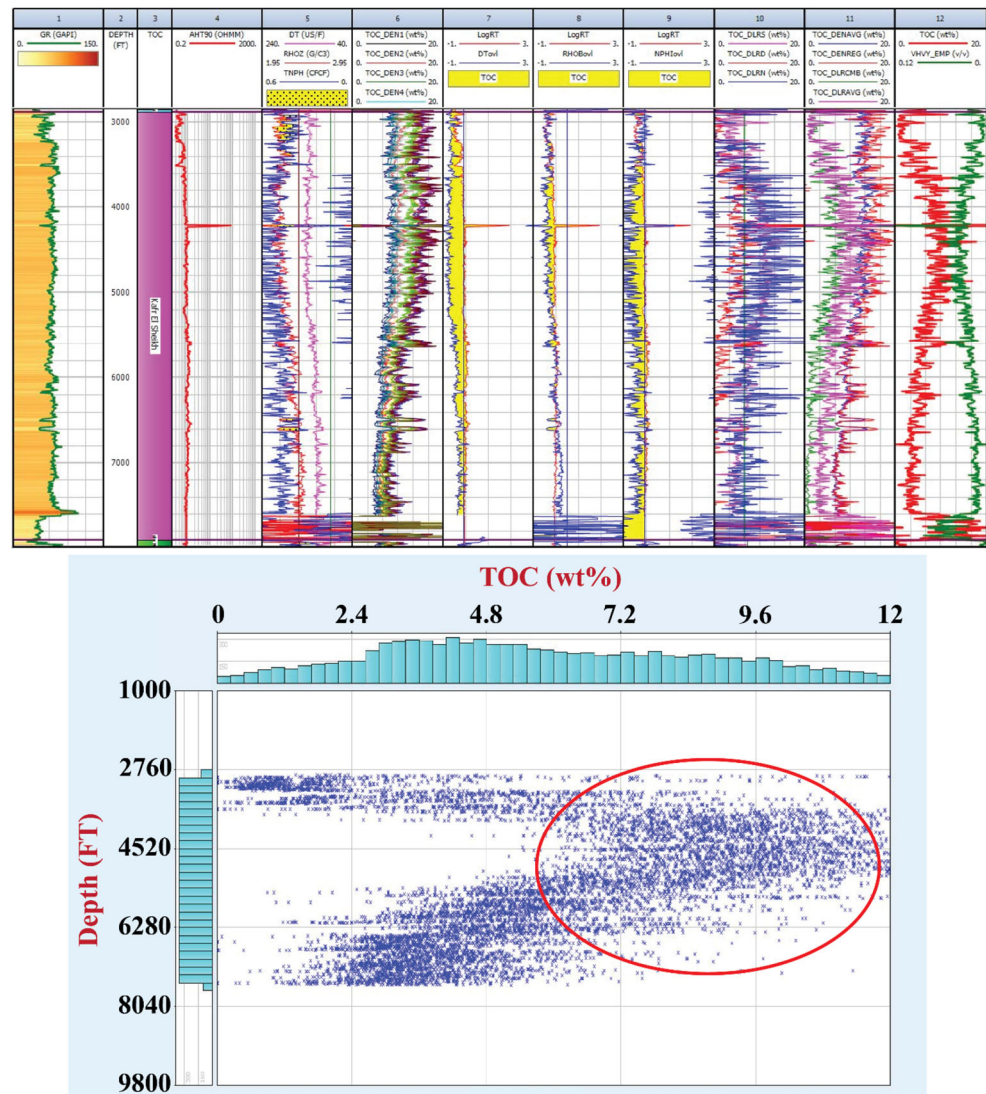 1 2 3 4 5 6 7 8 9 10 11 12
GR (GAPI)
0. 150.
DEPTH
(FT)
TOC
AHT90 (OHMM)
0.2 2000.
DT (US/F)
240. 40.
RHOZ (G/C3)
1.95 2.95
TNPH (CFCF)
0.6 0.
TOC_DEN1 (wt%)
0. 20.
TOC_DEN2 (wt%)
0. 20.
TOC_DEN3 (wt%)
0. 20.
TOC_DEN4 (wt%)
0. 20.
LogRT
-1. 3.
DTovl
-1. 3.
TOC
LogRT
-1. 3.
RHOBovl
-1. 3.
TOC
LogRT
-1. 3.
NPHIovl
-1. 3.
TOC
TOC_DLRS (wt%)
0. 20.
TOC_DLRD (wt%)
0. 20.
TOC_DLRN (wt%)
0. 20.
TOC_DENAVG (wt%)
0. 20.
TOC_DENREG (wt%)
0. 20.
TOC_DLRCMB (wt%)
0. 20.
TOC_DLRAVG (wt%)
0. 20.
TOC (wt%)
0. 20.
VHVY_EMP (v/v)
0.12 0.
3000
4000
5000
6000
7000
Kafr El Sheikh
TOC (wt%)
0 2.4 4.8 7.2 9.6 12
Depth (FT)
1000
2760
4520
6280
8040
9800